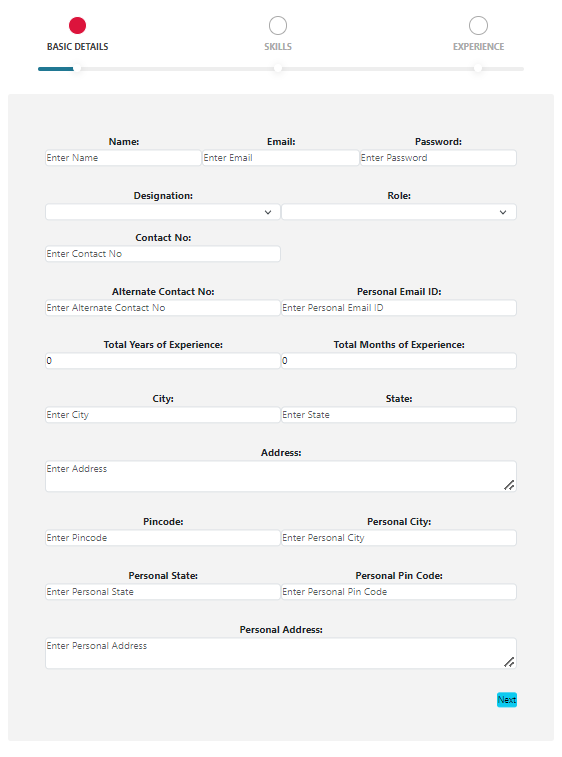 BASIC DETAILS SKILLS EXPERIENCE
Name: Email: Password:
Enter Name Enter Email Enter Password
Designation: Role:
Contact No:
Enter Contact No
Alternate Contact No: Personal Email ID:
Enter Alternate Contact No Enter Personal Email ID
Total Years of Experience: Total Months of Experience:
0 0
City: State:
Enter City Enter State
Address:
Enter Address
Pincode: Personal City:
Enter Pincode Enter Personal City
Personal State: Personal Pin Code:
Enter Personal State Enter Personal Pin Code
Personal Address:
Enter Personal Address
Next